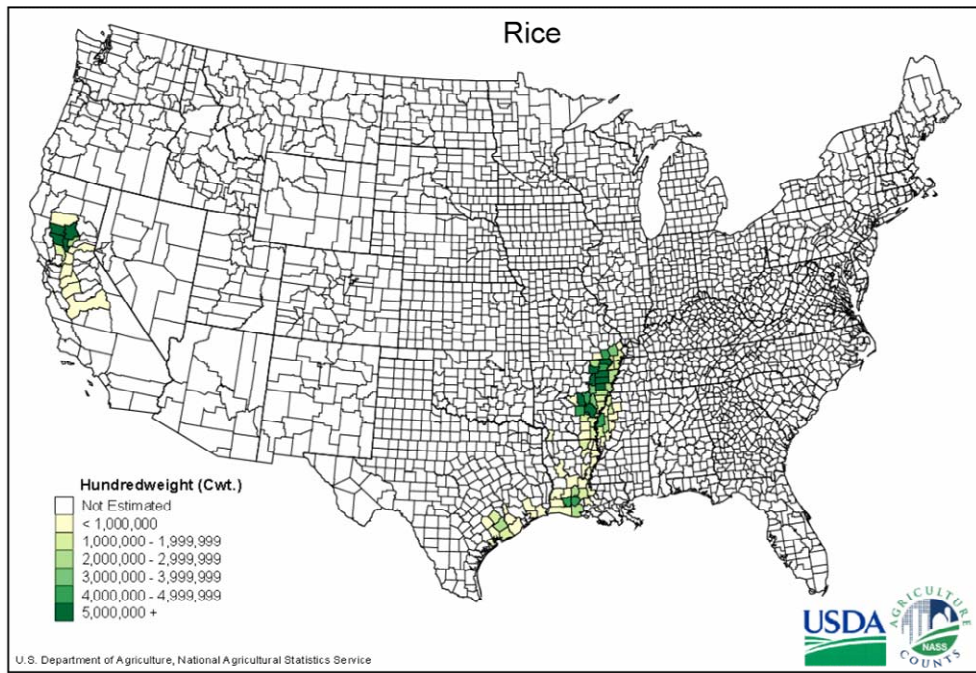 Rice
Hundredweight (Cwt.)
Not Estimated
< 1,000,000
1,000,000 - 1,999,999
2,000,000 - 2,999,999
3,000,000 - 3,999,999
4,000,000 - 4,999,999
5,000,000 +
U.S. Department of Agriculture, National Agricultural Statistics Service
USDA
AGRICULTURE
NASS
COUNTS